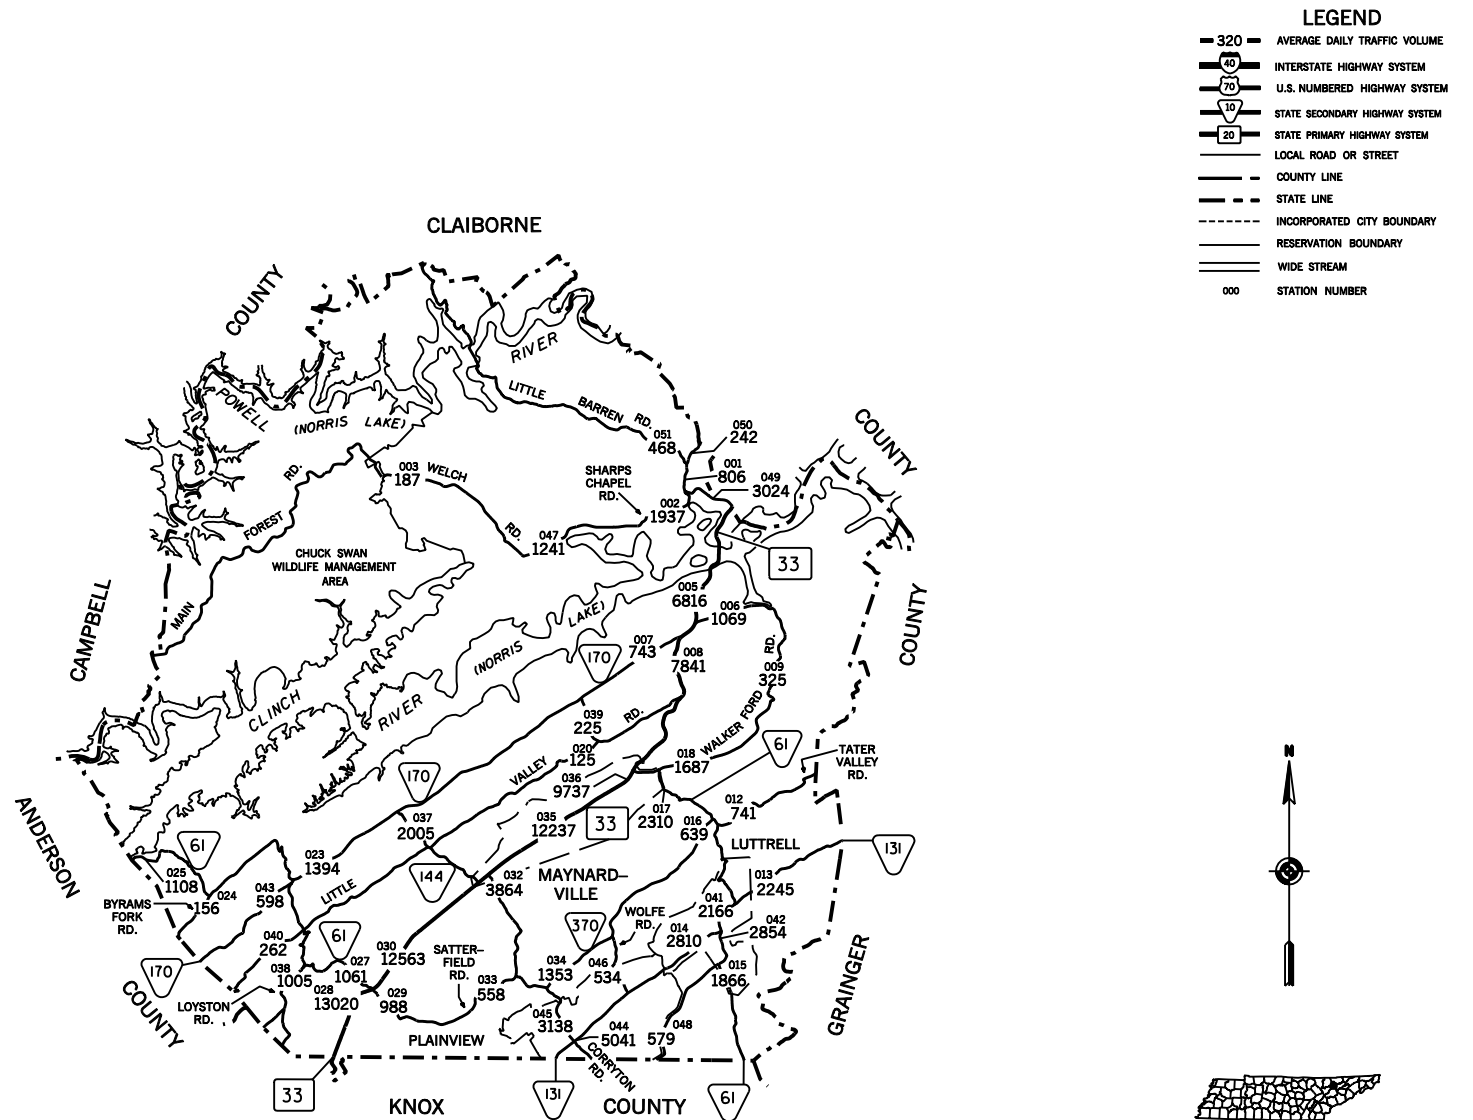 LEGEND
320 AVERAGE DAILY TRAFFIC VOLUME
40 INTERSTATE HIGHWAY SYSTEM
70 U.S. NUMBERED HIGHWAY SYSTEM
10 STATE SECONDARY HIGHWAY SYSTEM
20 STATE PRIMARY HIGHWAY SYSTEM
LOCAL ROAD OR STREET
COUNTY LINE
STATE LINE
INCORPORATED CITY BOUNDARY
RESERVATION BOUNDARY
WIDE STREAM
000 STATION NUMBER
CLAIBORNE
COUNTY
RIVER
POWELL
(NORRIS LAKE)
LITTLE BARREN RD.
051
468
050
242
COUNTY
001
806
049
3024
003
187
WELCH
RD.
SHARPS
CHAPEL
RD.
002
1937
047
1241
MAIN FOREST RD.
CHUCK SWAN
WILDLIFE MANAGEMENT
AREA
33
005
6816
006
1069
CAMPBELL
COUNTY
CLINCH
RIVER
(NORRIS LAKE)
170
007
743
008
7841
009
325
WALKER FORD RD.
039
225
020
125
LITTLE VALLEY RD.
018
1687
61
TATER
VALLEY
RD.
170
036
9737
037
2005
035
12237
33
017
2310
016
639
012
741
LUTTRELL
131
ANDERSON
61
025
1108
024
156
023
1394
043
598
144
032
3864
MAYNARD-
VILLE
013
2245
BYRAMS
FORK
RD.
370
WOLFE
RD.
041
2166
042
2854
014
2810
040
262
61
030
12563
SATTER-
FIELD
RD.
170
COUNTY
038
1005
027
1061
028
13020
029
988
033
558
034
1353
046
534
015
1866
LOYSTON
RD.
PLAINVIEW
045
3138
044
5041
048
579
GRAINGER
CORRYTON
RD.
33
131
61
KNOX COUNTY
N